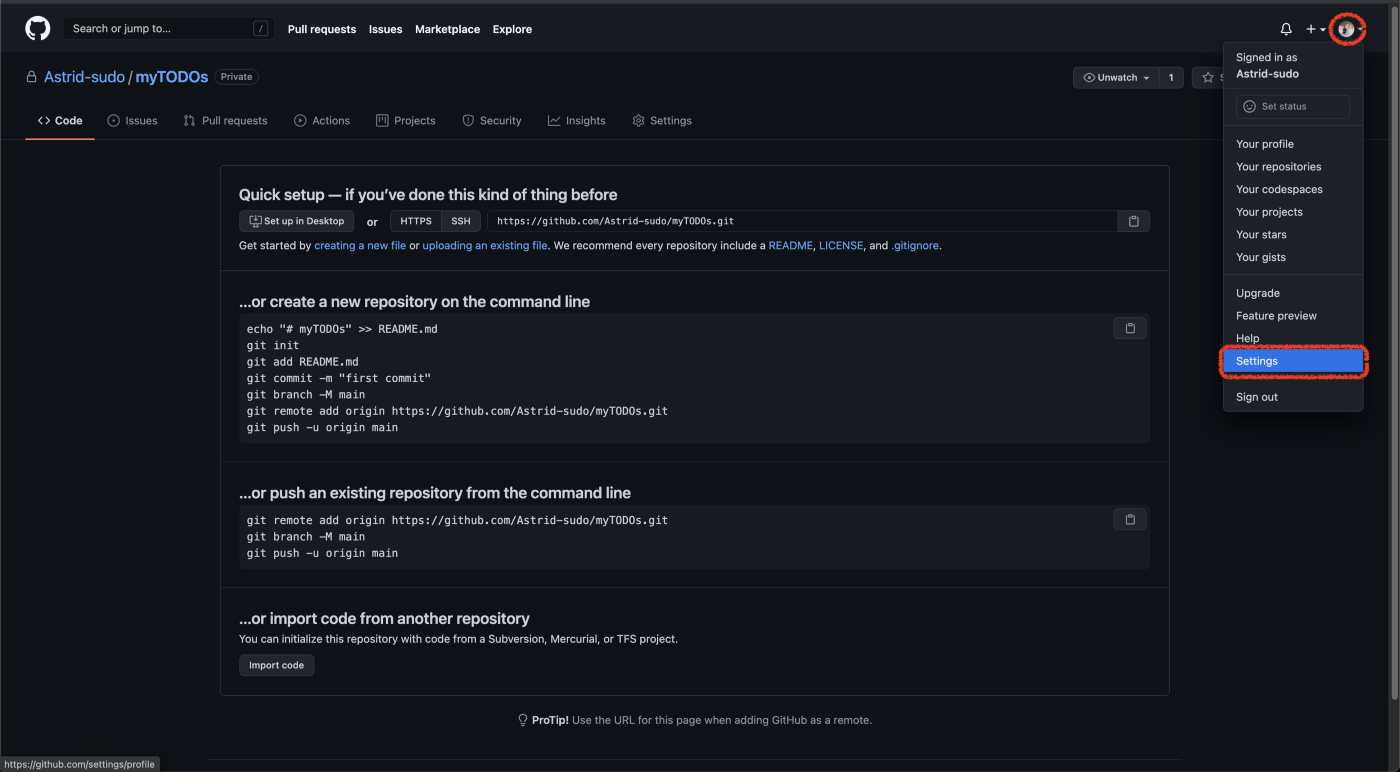 Search or jump to... /
Pull requests Issues Marketplace Explore
Signed in as
Astrid-sudo
Set status
Your profile
Your repositories
Your codespaces
Your projects
Your stars
Your gists
Upgrade
Feature preview
Help
Settings
Sign out
Astrid-sudo / myTODOs Private
Unwatch 1
Code Issues Pull requests Actions Projects Security Insights Settings
Quick setup — if you've done this kind of thing before
Set up in Desktop or HTTPS SSH https://github.com/Astrid-sudo/myTODOs.git
Get started by creating a new file or uploading an existing file. We recommend every repository include a README, LICENSE, and .gitignore.
...or create a new repository on the command line
echo "# myTODOs" >> README.md
git init
git add README.md
git commit -m "first commit"
git branch -M main
git remote add origin https://github.com/Astrid-sudo/myTODOs.git
git push -u origin main
...or push an existing repository from the command line
git remote add origin https://github.com/Astrid-sudo/myTODOs.git
git branch -M main
git push -u origin main
...or import code from another repository
You can initialize this repository with code from a Subversion, Mercurial, or TFS project.
Import code
ProTip! Use the URL for this page when adding GitHub as a remote.
https://github.com/settings/profile